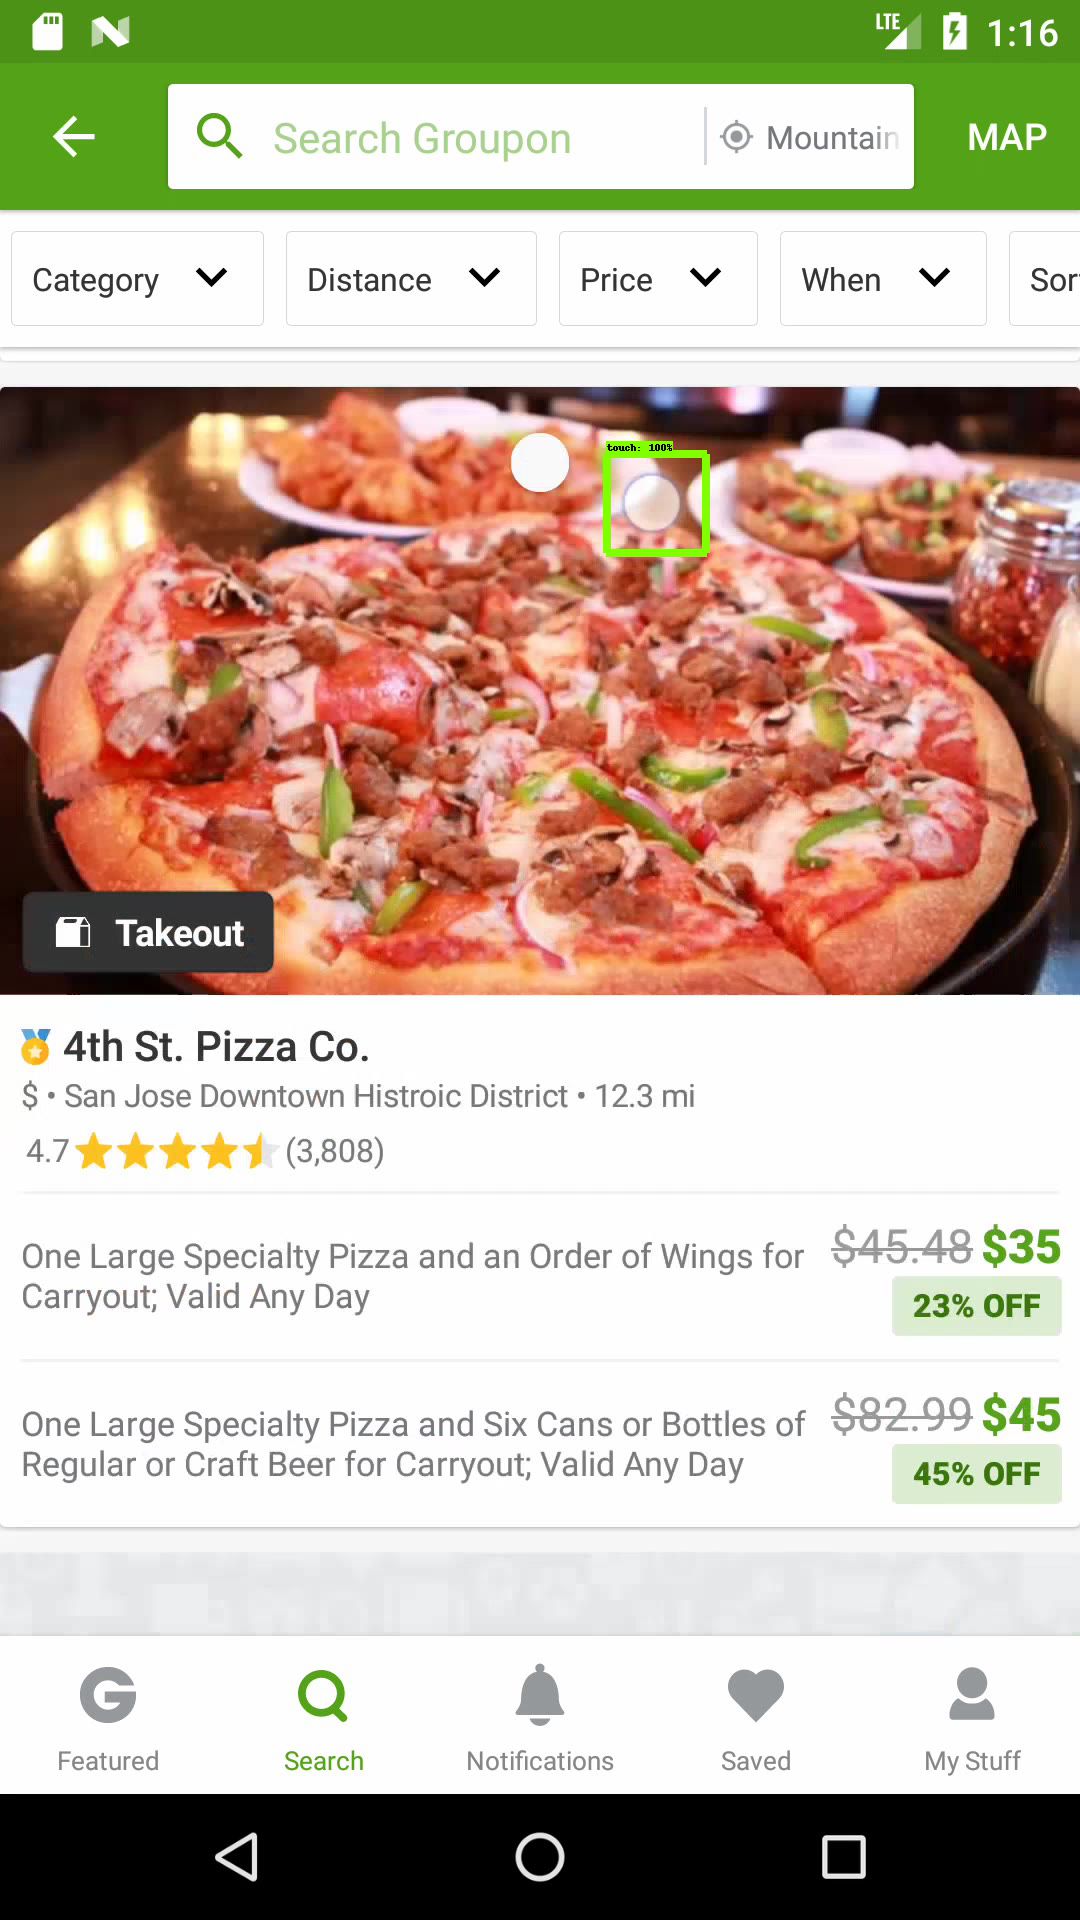 LTE 1:16
Search Groupon Mountain MAP
Category Distance Price When Sor
touch: 100%
Takeout
4th St. Pizza Co.
$ • San Jose Downtown Histroic District • 12.3 mi
4.7 (3,808)
One Large Specialty Pizza and an Order of Wings for
Carryout; Valid Any Day
$45.48 $35
23% OFF
One Large Specialty Pizza and Six Cans or Bottles of
Regular or Craft Beer for Carryout; Valid Any Day
$82.99 $45
45% OFF
Featured Search Notifications Saved My Stuff